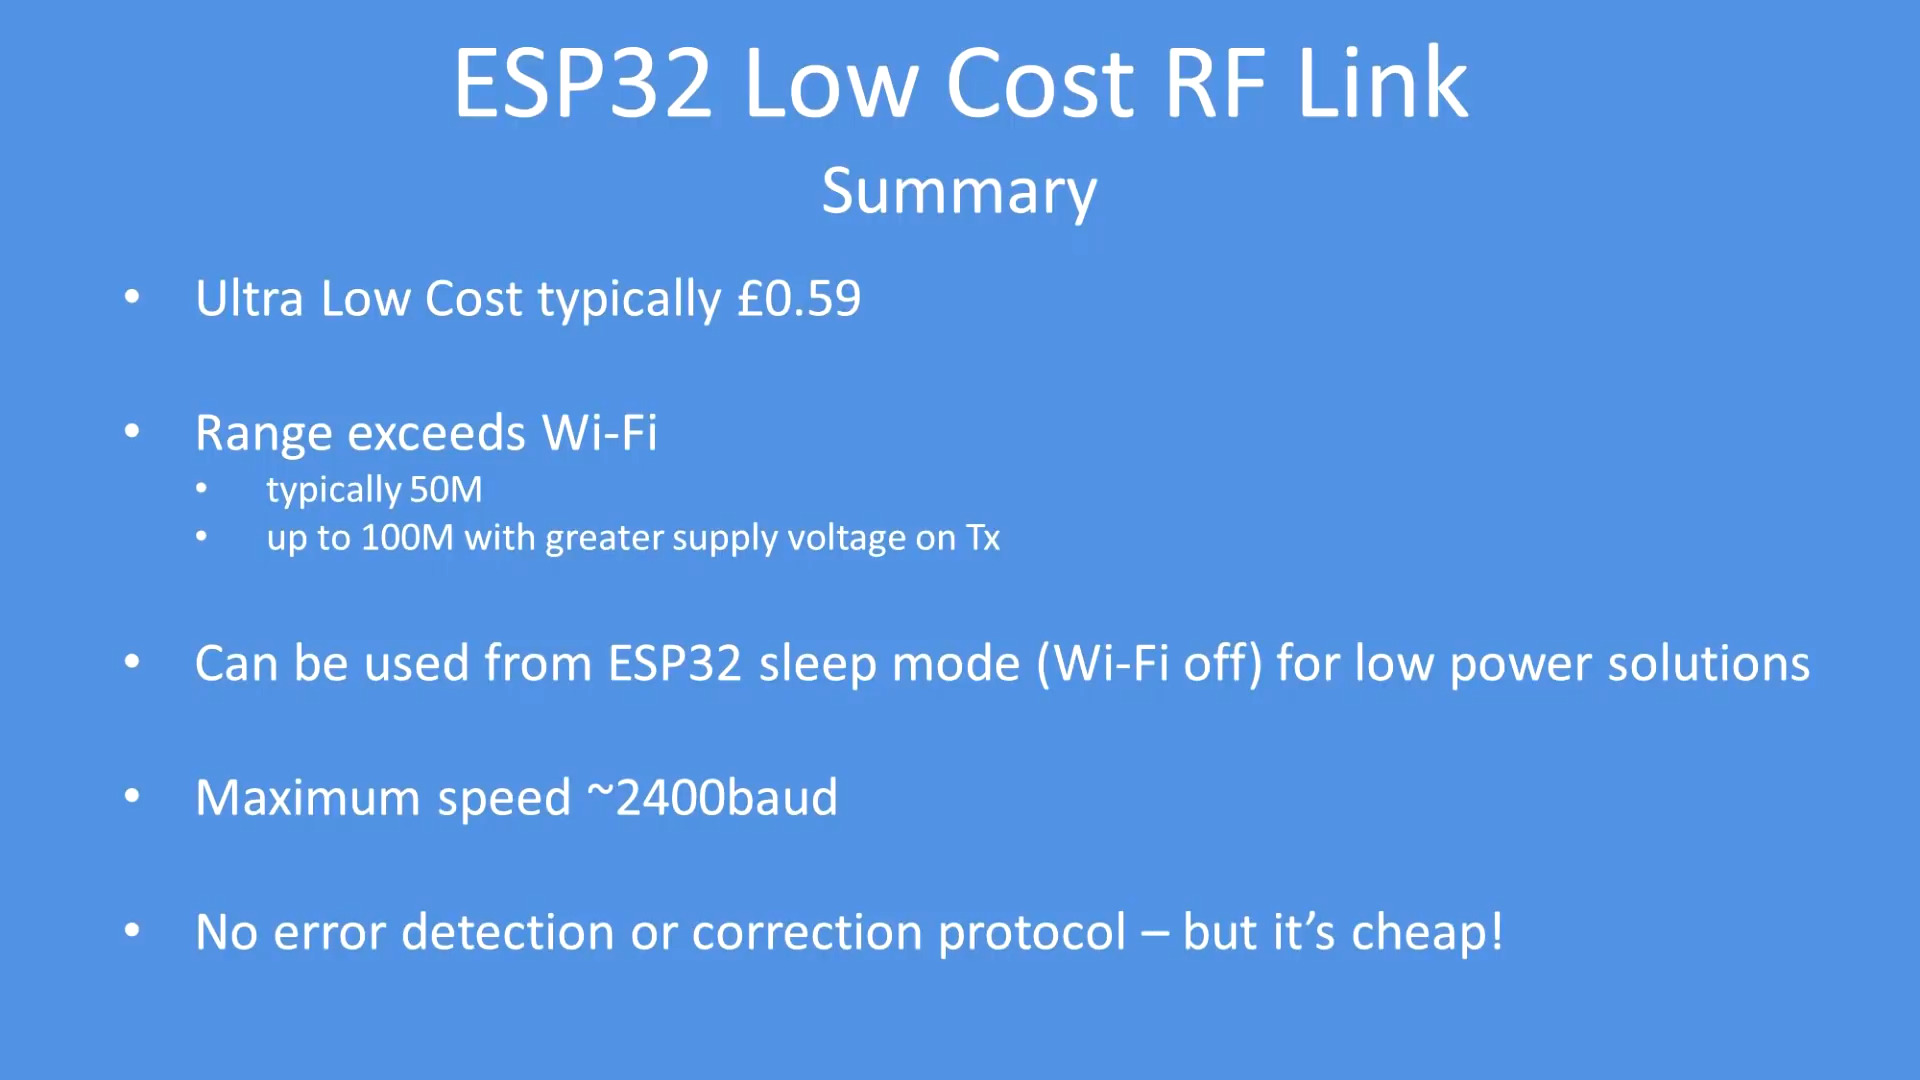 ESP32 Low Cost RF Link
Summary
• Ultra Low Cost typically £0.59
• Range exceeds Wi-Fi
• typically 50M
• up to 100M with greater supply voltage on Tx
• Can be used from ESP32 sleep mode (Wi-Fi off) for low power solutions
• Maximum speed ~2400baud
• No error detection or correction protocol – but it’s cheap!